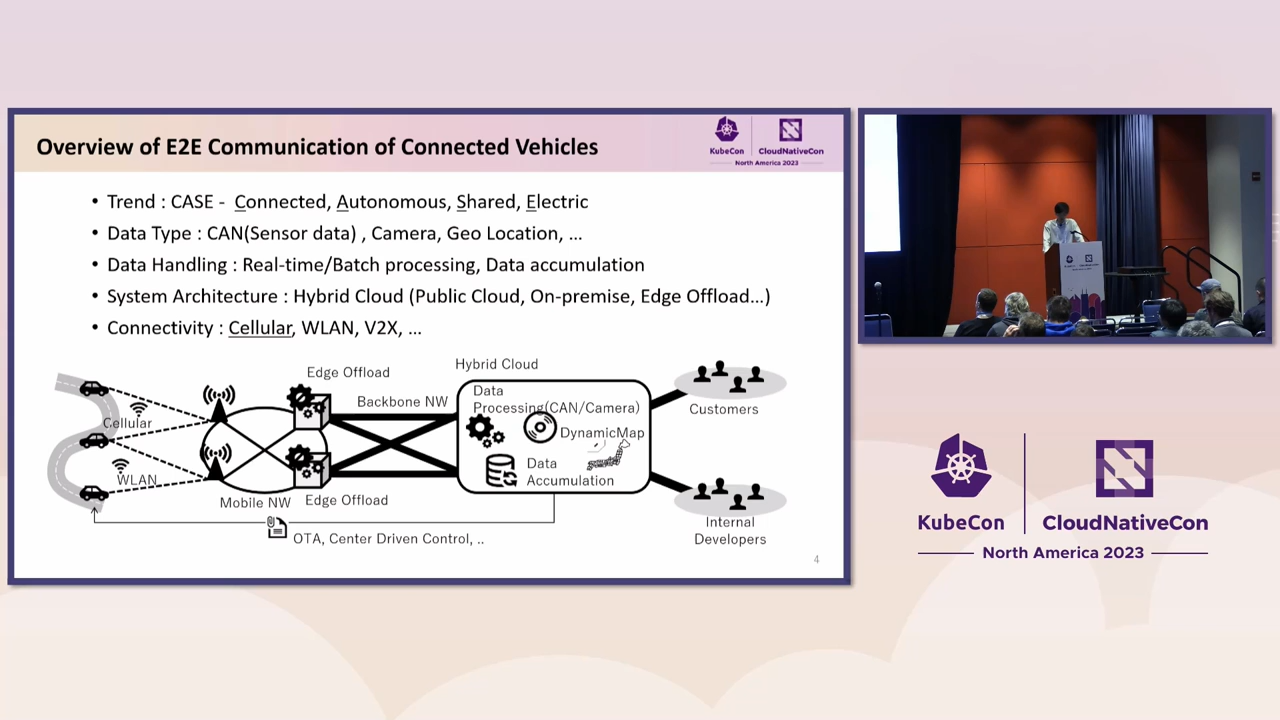 Overview of E2E Communication of Connected Vehicles
KubeCon
CloudNativeCon
North America 2023
• Trend : CASE - Connected, Autonomous, Shared, Electric
• Data Type : CAN(Sensor data) , Camera, Geo Location, ...
• Data Handling : Real-time/Batch processing, Data accumulation
• System Architecture : Hybrid Cloud (Public Cloud, On-premise, Edge Offload...)
• Connectivity : Cellular, WLAN, V2X, ...
Edge Offload
Hybrid Cloud
Backbone NW
Data
Processing(CAN/Camera)
Customers
Cellular
DynamicMap
WLAN
Data
Accumulation
Mobile NW
Edge Offload
Internal
Developers
OTA, Center Driven Control, ..
4
KubeCon
CloudNativeCon
North America 2023